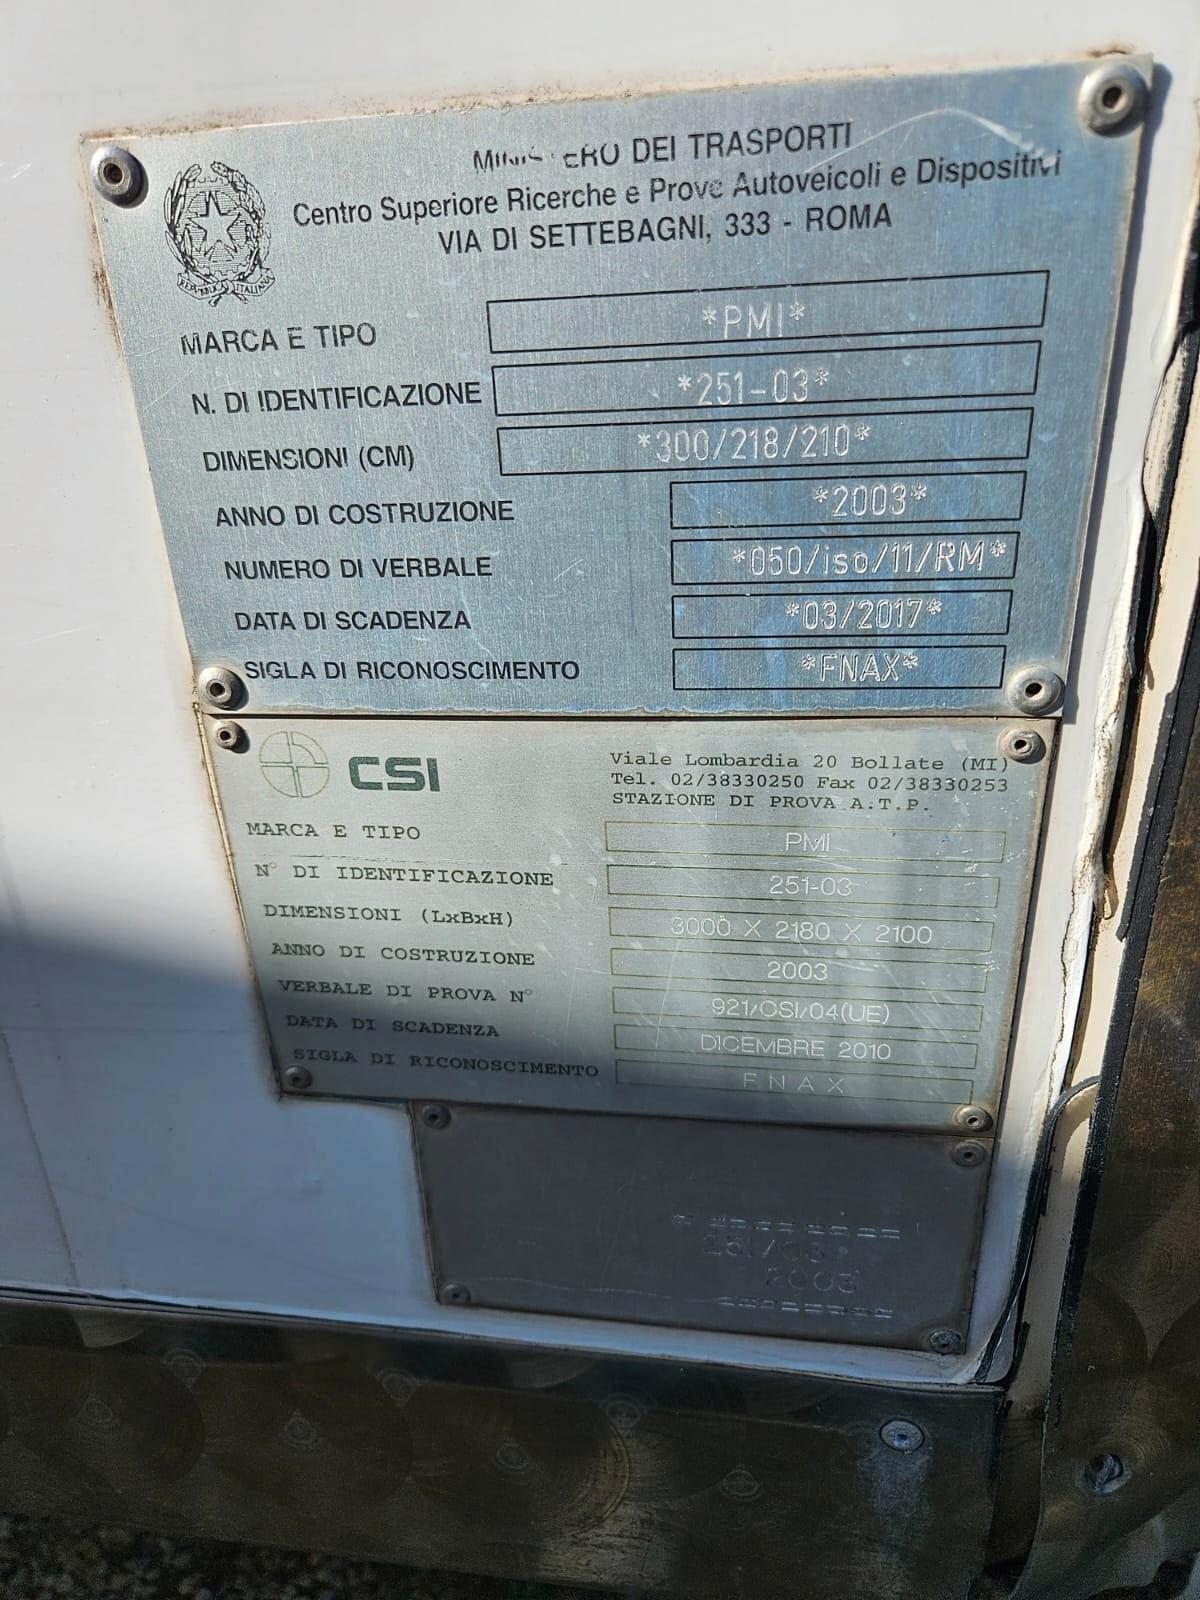 MINISTERO DEI TRASPORTI
Centro Superiore Ricerche e Prove Autoveicoli e Dispositivi
VIA DI SETTEBAGNI, 333 - ROMA
REPVBBLICA ITALIANA
MARCA E TIPO *PMI*
N. DI IDENTIFICAZIONE *251-03*
DIMENSIONI (CM) *300/218/210*
ANNO DI COSTRUZIONE *2003*
NUMERO DI VERBALE *050/iso/11/RM*
DATA DI SCADENZA *03/2017*
SIGLA DI RICONOSCIMENTO *FNAX*
CSI
Viale Lombardia 20 Bollate (MI)
Tel. 02/38330250 Fax 02/38330253
STAZIONE DI PROVA A.T.P.
MARCA E TIPO PMI
N° DI IDENTIFICAZIONE 251-03
DIMENSIONI (LxBxH) 3000 X 2180 X 2100
ANNO DI COSTRUZIONE 2003
VERBALE DI PROVA N° 921/CSI/04(UE)
DATA DI SCADENZA DICEMBRE 2010
SIGLA DI RICONOSCIMENTO FNAX
251/03*
2003